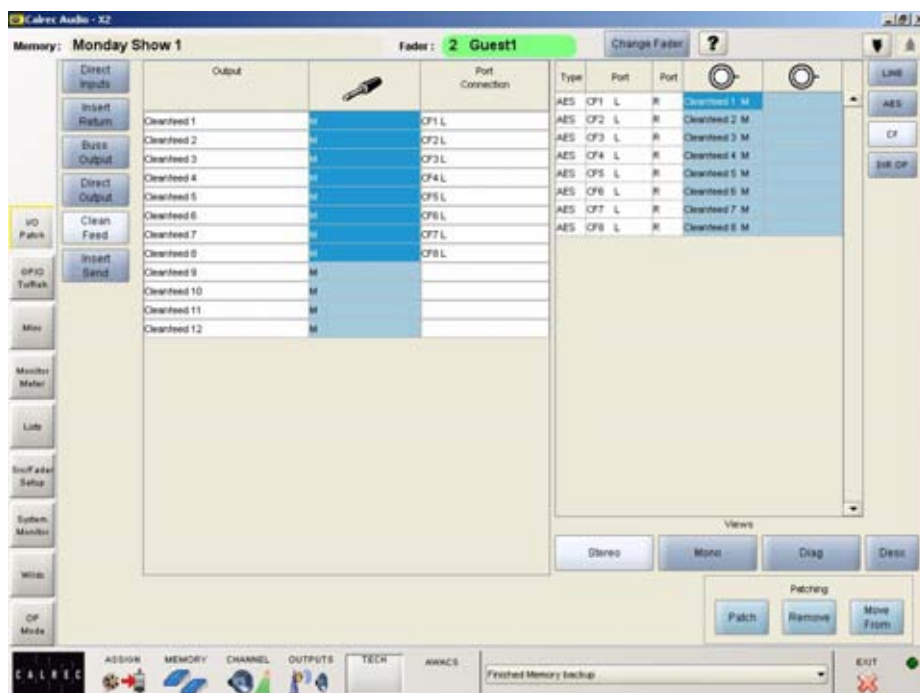 Calrec Audio - X2
Memory: Monday Show 1
Fader: 2 Guest1
Change Fader
?
Direct Inputs
Insert Return
Buss Output
Direct Output
Clean Feed
Insert Send
I/O Patch
Misc
Monitor Meter
Lists
Setup
System Monitor
Wilds
OP Mode
Output
Port Connection
Cleanfeed 1 M CF1 L
Cleanfeed 2 M CF2 L
Cleanfeed 3 M CF3 L
Cleanfeed 4 M CF4 L
Cleanfeed 5 M CF5 L
Cleanfeed 6 M CF6 L
Cleanfeed 7 M CF7 L
Cleanfeed 8 M CF8 L
Cleanfeed 9 M
Cleanfeed 10 M
Cleanfeed 11 M
Cleanfeed 12 M
Type Port Port
AES CF1 L R Cleanfeed 1 M
AES CF2 L R Cleanfeed 2 M
AES CF3 L R Cleanfeed 3 M
AES CF4 L R Cleanfeed 4 M
AES CF5 L R Cleanfeed 5 M
AES CF6 L R Cleanfeed 6 M
AES CF7 L R Cleanfeed 7 M
AES CF8 L R Cleanfeed 8 M
LINE
AES
CF
DIR OP
Views
Stereo
Mono
Diag
Desc
Patching
Patch
Remove
Move From
CALREC
ASSIGN
MEMORY
CHANNEL
OUTPUTS
TECH
AWACS
Finished Memory backup
EXIT